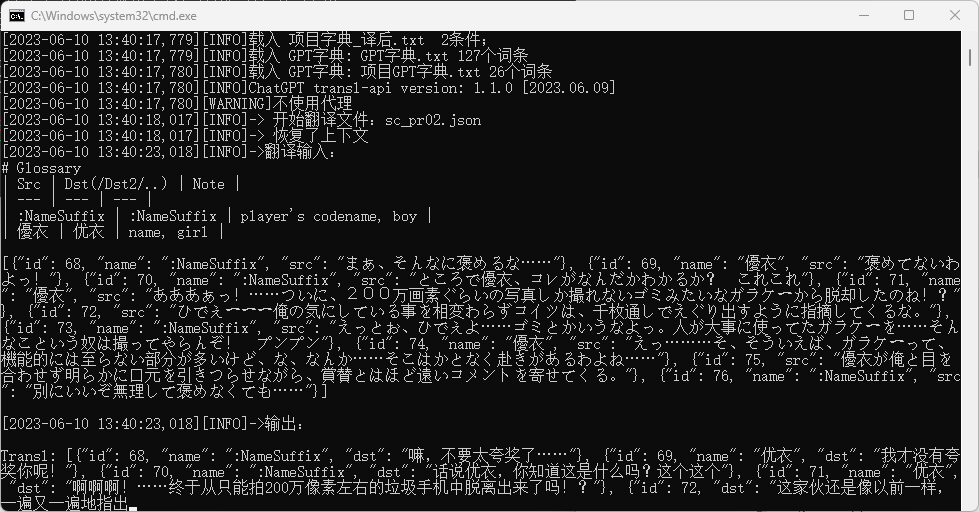 C:\Windows\system32\cmd.exe
[2023-06-10 13:40:17,779][INFO]载入 项目字典_译后.txt  2条件;
[2023-06-10 13:40:17,779][INFO]载入 GPT字典: GPT字典.txt 127个词条
[2023-06-10 13:40:17,780][INFO]载入 GPT字典: 项目GPT字典.txt 26个词条
[2023-06-10 13:40:17,780][INFO]ChatGPT transl-api version: 1.1.0 [2023.06.09]
[2023-06-10 13:40:17,780][WARNING]不使用代理
[2023-06-10 13:40:18,017][INFO]-> 开始翻译文件：sc_pr02.json
[2023-06-10 13:40:18,017][INFO]-> 恢复了上下文
[2023-06-10 13:40:23,018][INFO]->翻译输入：
# Glossary
| Src | Dst(/Dst2/..) | Note |
| --- | --- | --- |
| :NameSuffix | :NameSuffix | player's codename, boy |
| 優衣 | 优衣 | name, girl |
[{"id": 68, "name": ":NameSuffix", "src": "まぁ、そんなに褒めるな……"}, {"id": 69, "name": "優衣", "src": "褒めてないわ
よっ！"}, {"id": 70, "name": ":NameSuffix", "src": "ところで優衣、コレがなんだかわかるか？　これこれ"}, {"id": 71, "name
": "優衣", "src": "あああぁっ！……ついに、２００万画素ぐらいの写真しか撮れないゴミみたいなガラケーから脱却したのね！？"
}, {"id": 72, "src": "ひでぇーーー俺の気にしている事を相変わらずコイツは、千枚通しでえぐり出すように指摘してくるな。"},
{"id": 73, "name": ":NameSuffix", "src": "えっとお、ひでぇよ……ゴミとかいうなよっ。人が大事に使ってたガラケーを……そん
なこという奴は撮ってやらんぞ！　プンプン"}, {"id": 74, "name": "優衣", "src": "えっ………そ、そういえば、ガラケーって、
機能的には至らない部分が多いけど、な、なんか……そこはかとなく赴きがあるわよね……"}, {"id": 75, "src": "優衣が俺と目を
合わせず明らかに口元を引きつらせながら、賞賛とはほど遠いコメントを寄せてくる。"}, {"id": 76, "name": ":NameSuffix", "src
": "別にいいぞ無理して褒めなくても……"}]
[2023-06-10 13:40:23,018][INFO]->输出：
Transl: [{"id": 68, "name": ":NameSuffix", "dst": "嘛，不要太夸奖了……"}, {"id": 69, "name": "优衣", "dst": "我才没有夸
奖你呢！"}, {"id": 70, "name": ":NameSuffix", "dst": "话说优衣，你知道这是什么吗？这个这个"}, {"id": 71, "name": "优衣",
"dst": "啊啊啊！……终于从只能拍200万像素左右的垃圾手机中脱离出来了吗！？"}, {"id": 72, "dst": "这家伙还是像以前一样，
一遍又一遍地指出